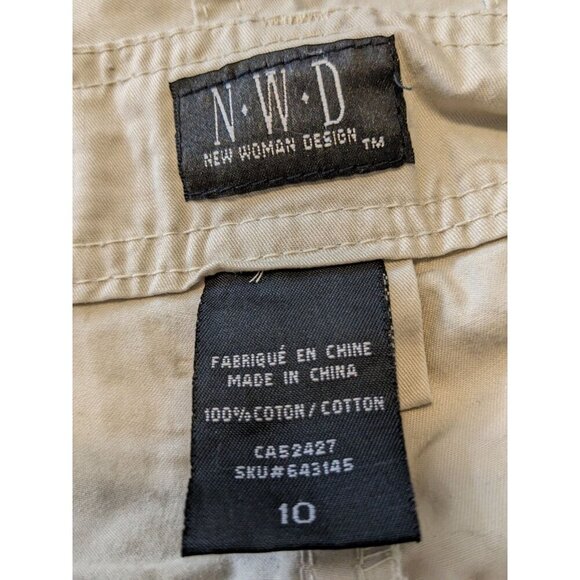 N·W·D
NEW WOMAN DESIGN ™
FABRIQUÉ EN CHINE
MADE IN CHINA
100% COTON / COTTON
CA52427
SKU#643145
10